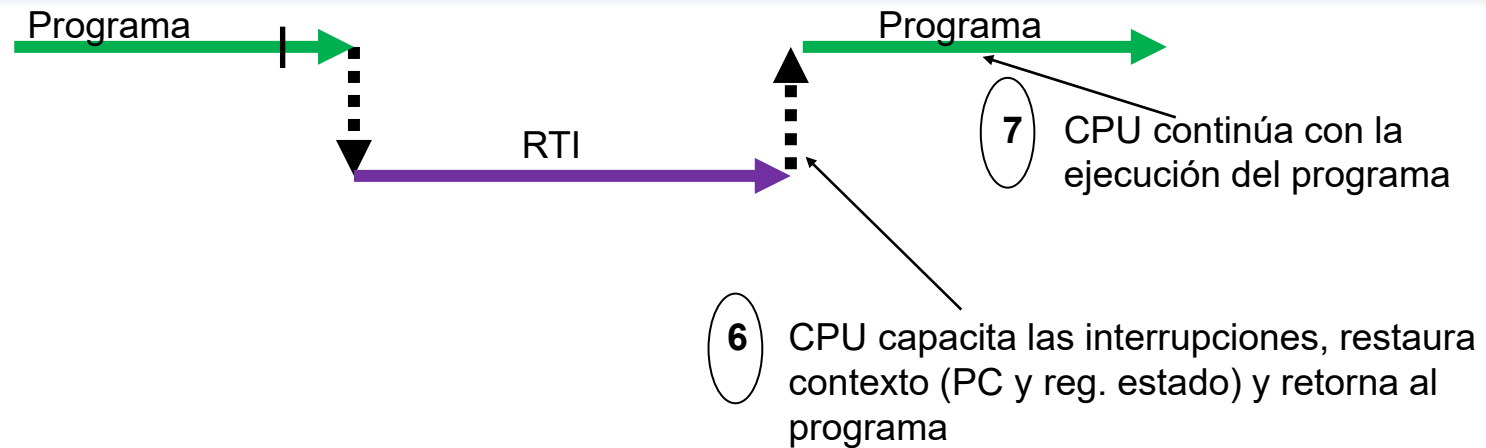 Programa
Programa
RTI
7
CPU continúa con la
ejecución del programa
6
CPU capacita las interrupciones, restaura
contexto (PC y reg. estado) y retorna al
programa